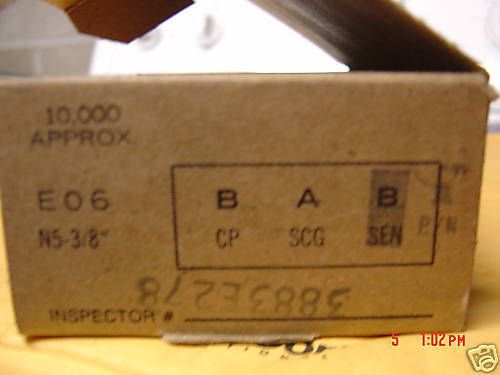 10,000
APPROX.
E06 B A B
N5-3/8" CP SCG SEN P/N
3883E278
INSPECTOR #
5 1:02 PM